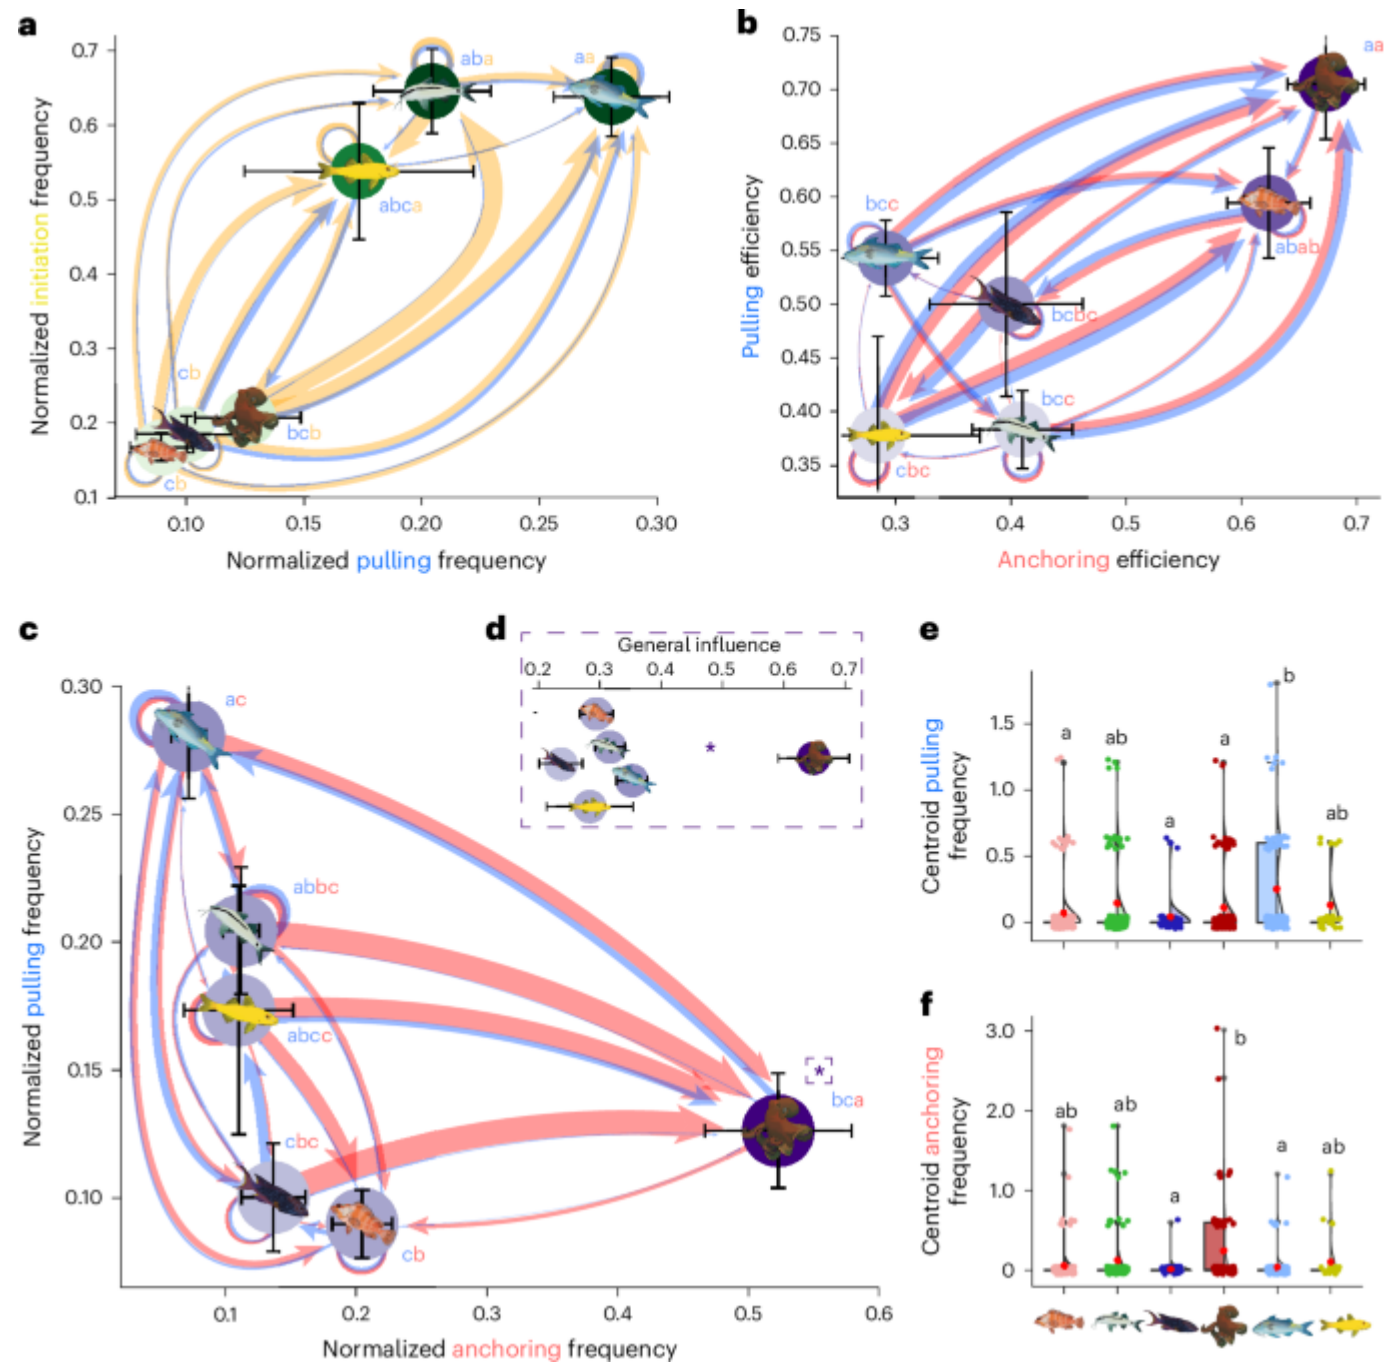 a
0.7
0.6
0.5
0.4
0.3
0.2
0.1
Normalized initiation frequency
aba
aa
abca
cb
bcb
cb
0.10
0.15
0.20
0.25
0.30
Normalized pulling frequency
b
0.75
0.70
0.65
0.60
0.55
0.50
0.45
0.40
0.35
Pulling efficiency
aa
bcc
abab
bcbc
bcc
cbc
0.3
0.4
0.5
0.6
0.7
Anchoring efficiency
c
0.30
0.25
0.20
0.15
0.10
Normalized pulling frequency
ac
abbc
abcc
cbc
cb
*
bca
0.1
0.2
0.3
0.4
0.5
0.6
Normalized anchoring frequency
d
General influence
0.2
0.3
0.4
0.5
0.6
0.7
*
e
Centroid pulling
frequency
1.5
1.0
0.5
0
a
ab
a
a
b
ab
f
Centroid anchoring
frequency
3.0
2.0
1.0
0
ab
ab
a
b
a
ab